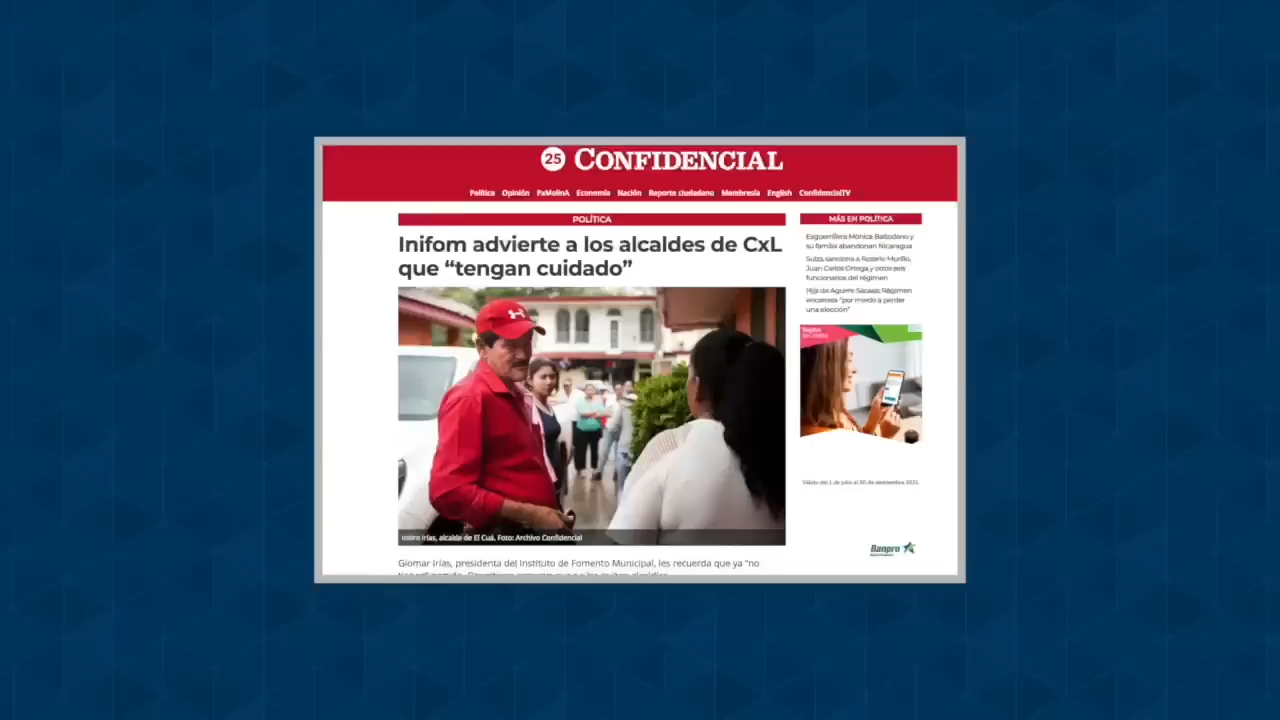 25 CONFIDENCIAL
Política Opinión PxMolinA Economía Nación Reporte ciudadano Membresía English ConfidencialTV
POLÍTICA
Inifom advierte a los alcaldes de CxL
que “tengan cuidado”
Isidro Irías, alcalde de El Cuá. Foto: Archivo Confidencial
Giomar Irías, presidenta del Instituto de Fomento Municipal, les recuerda que ya “no
MÁS EN POLÍTICA
Exguerrillera Mónica Baltodano y
su familia abandonan Nicaragua
Suiza sanciona a Rosario Murillo,
Juan Carlos Ortega y otros seis
funcionarios del régimen
Hija de Aguirre Sacasa: Régimen
encarcela “por miedo a perder
una elección”
Válido del 1 de julio al 30 de septiembre 2021.
Banpro